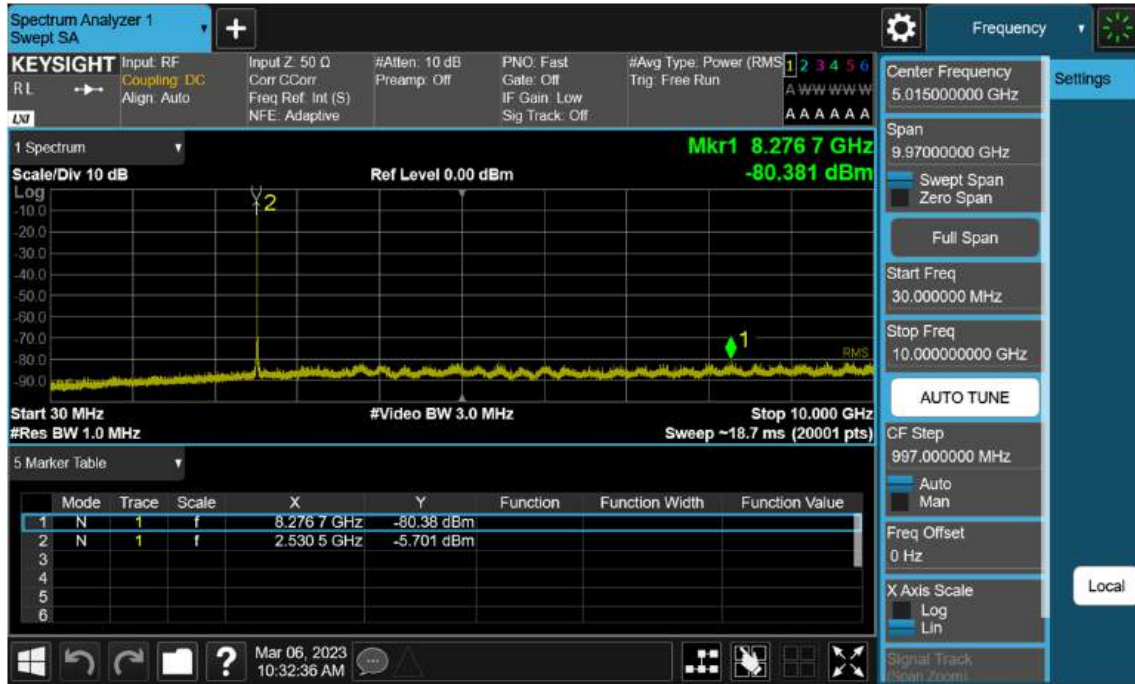 Spectrum Analyzer 1
Swept SA
+
Frequency
KEYSIGHT
RL
LXI
Input: RF
Coupling: DC
Align: Auto
Input Z: 50 Ω
Corr CCorr
Freq Ref: Int (S)
NFE: Adaptive
#Atten: 10 dB
Preamp: Off
PNO: Fast
Gate: Off
IF Gain: Low
Sig Track: Off
#Avg Type: Power (RMS
Trig: Free Run
1 2 3 4 5 6
A W W W W W
A A A A A A
1 Spectrum
Mkr1 8.276 7 GHz
Scale/Div 10 dB
Ref Level 0.00 dBm
-80.381 dBm
Log
-10.0
-20.0
-30.0
-40.0
-50.0
-60.0
-70.0
-80.0
-90.0
2
1
RMS
Start 30 MHz
#Video BW 3.0 MHz
Stop 10.000 GHz
#Res BW 1.0 MHz
Sweep ~18.7 ms (20001 pts)
5 Marker Table
Mode Trace Scale X Y Function Function Width Function Value
1 N 1 f 8.276 7 GHz -80.38 dBm
2 N 1 f 2.530 5 GHz -5.701 dBm
3
4
5
6
?
Mar 06, 2023
10:32:36 AM
Center Frequency
5.015000000 GHz
Span
9.97000000 GHz
Swept Span
Zero Span
Full Span
Start Freq
30.000000 MHz
Stop Freq
10.000000000 GHz
AUTO TUNE
CF Step
997.000000 MHz
Auto
Man
Freq Offset
0 Hz
X Axis Scale
Log
Lin
Signal Track
(Span Zoom)
Settings
Local